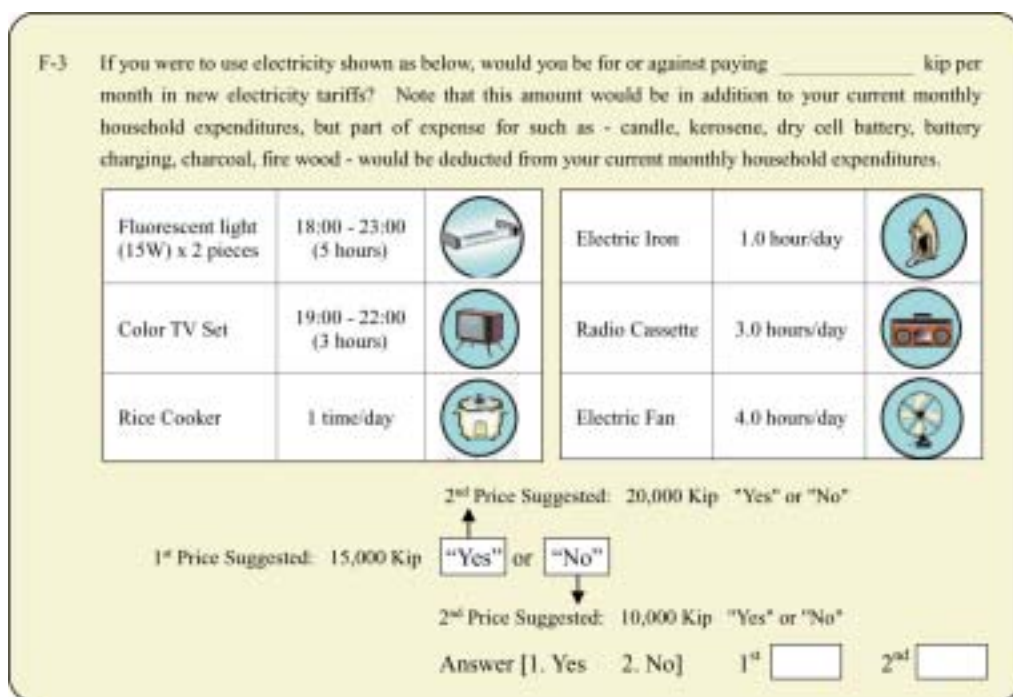 F-3 If you were to use electricity shown as below, would you be for or against paying ____________ kip per
month in new electricity tariffs? Note that this amount would be in addition to your current monthly
household expenditures, but part of expense for such as - candle, kerosene, dry cell battery, battery
charging, charcoal, fire wood - would be deducted from your current monthly household expenditures.
Fluorescent light
(15W) x 2 pieces
18:00 - 23:00
(5 hours)
Color TV Set
19:00 - 22:00
(3 hours)
Rice Cooker
1 time/day
Electric Iron
1.0 hour/day
Radio Cassette
3.0 hours/day
Electric Fan
4.0 hours/day
2nd Price Suggested: 20,000 Kip "Yes" or "No"
1st Price Suggested: 15,000 Kip “Yes” or “No”
2nd Price Suggested: 10,000 Kip "Yes" or "No"
Answer [1. Yes 2. No] 1st 2nd